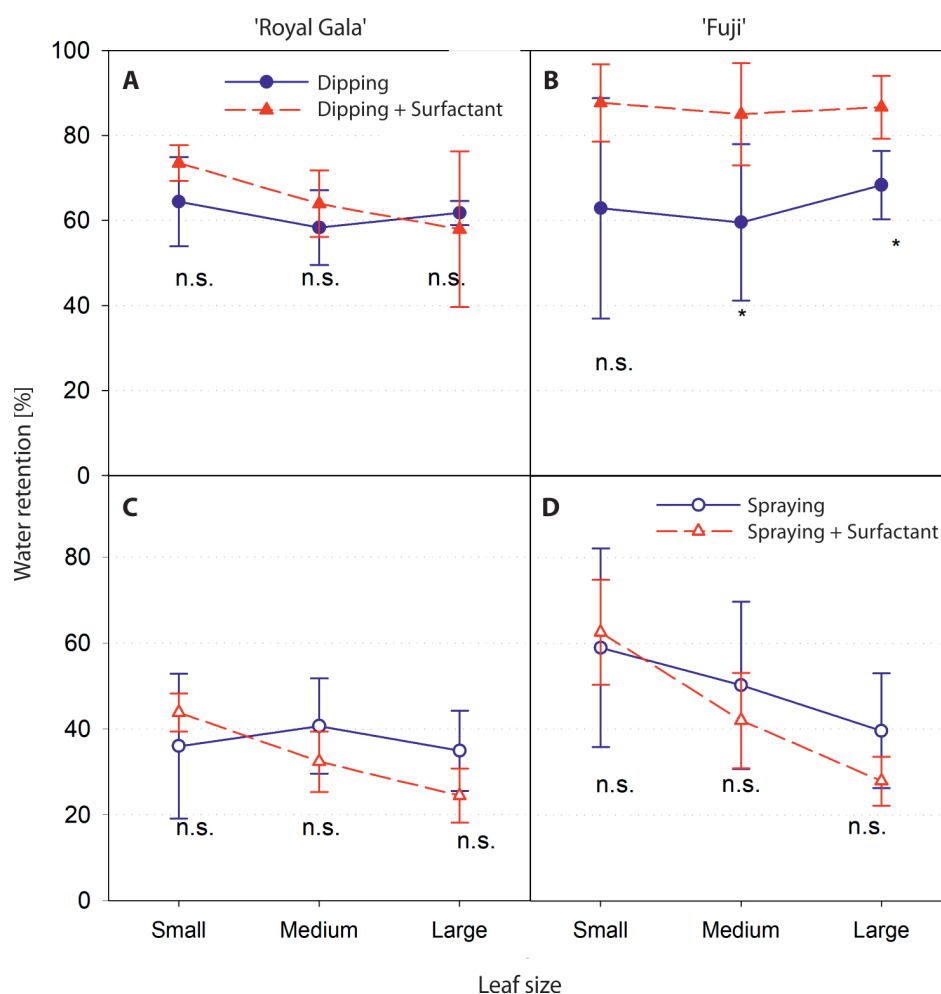 'Royal Gala'
'Fuji'
100
80
60
40
20
0
80
60
40
20
0
Water retention [%]
A
Dipping
Dipping + Surfactant
n.s.
n.s.
n.s.
B
n.s.
*
*
C
n.s.
n.s.
n.s.
D
Spraying
Spraying + Surfactant
n.s.
n.s.
n.s.
Small
Medium
Large
Small
Medium
Large
Leaf size